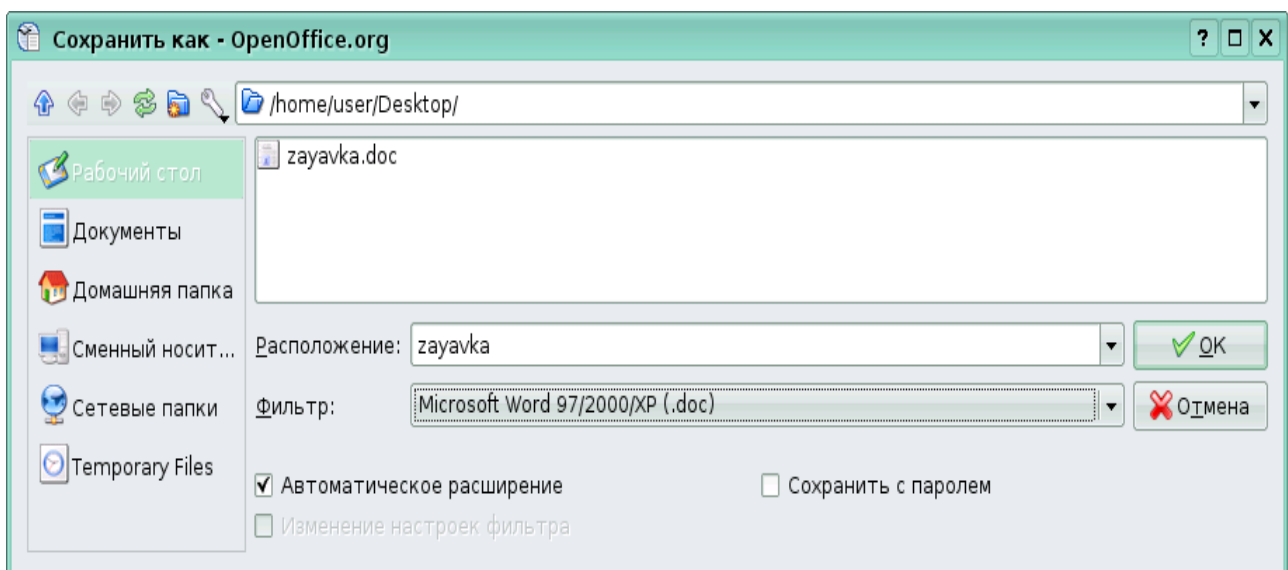 Сохранить как - OpenOffice.org
/home/user/Desktop/
Рабочий стол
Документы
Домашняя папка
Сменный носит...
Сетевые папки
Temporary Files
zayavka.doc
Расположение: zayavka OK
Фильтр: Microsoft Word 97/2000/XP (.doc) Отмена
Автоматическое расширение Сохранить с паролем
Изменение настроек фильтра